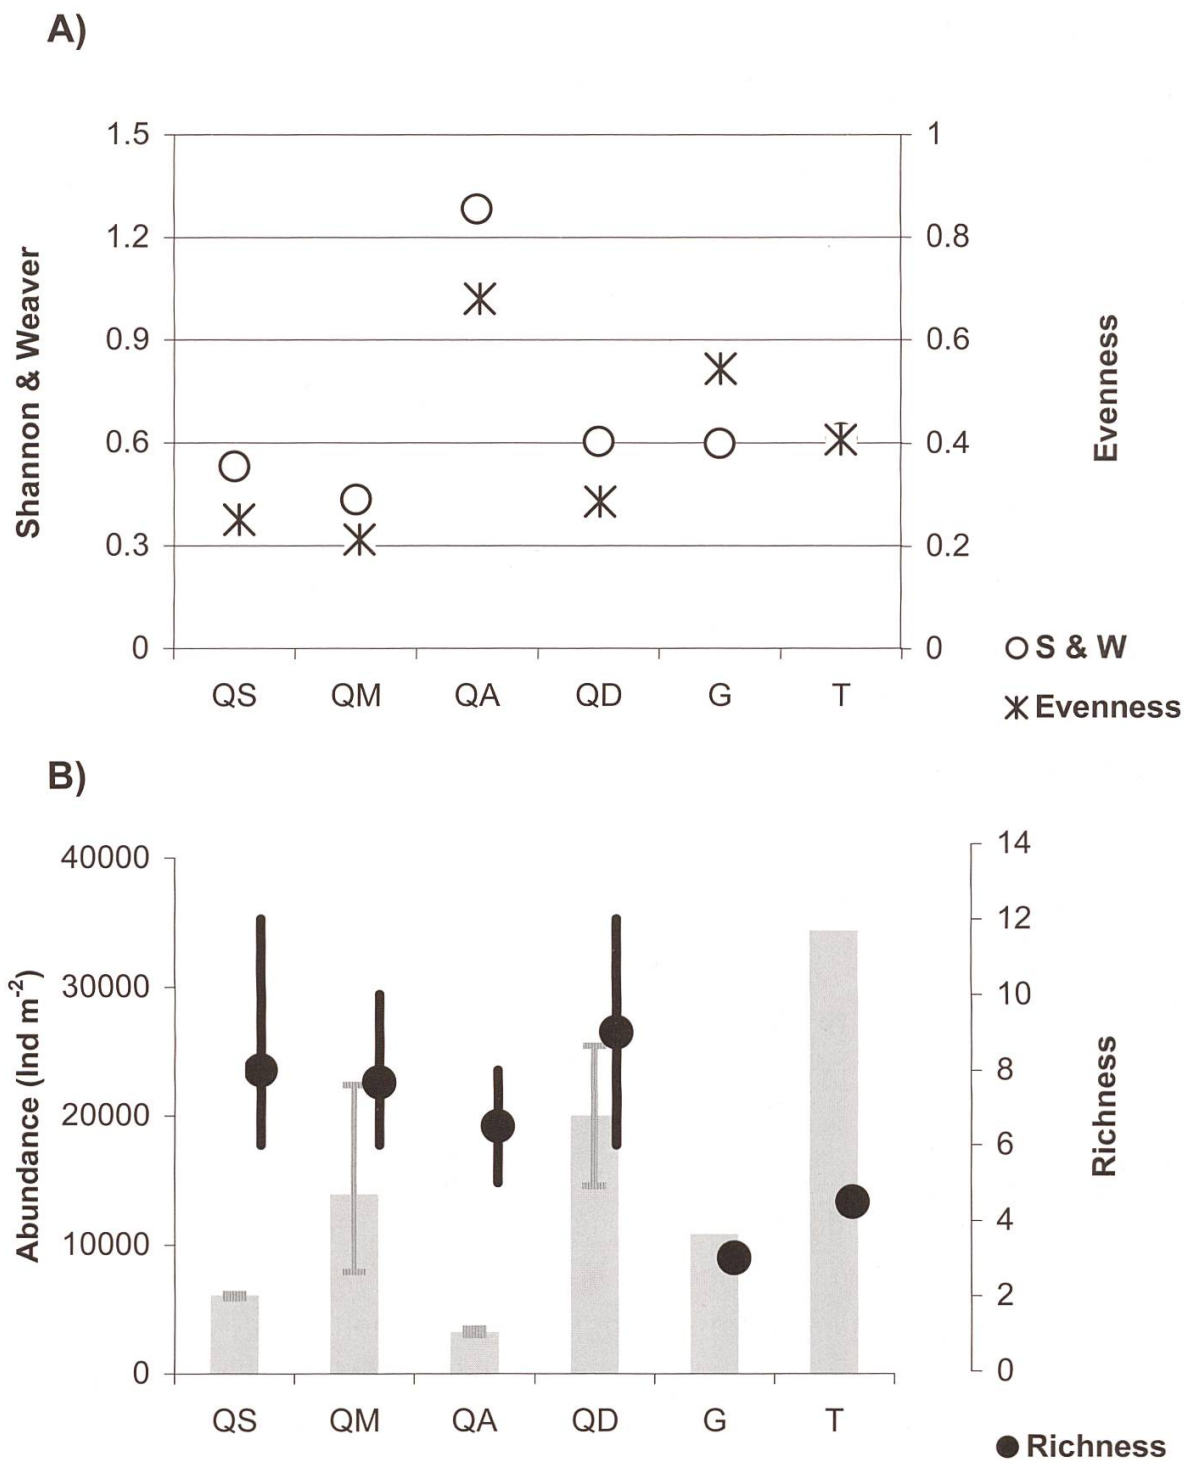 A)
Shannon & Weaver
1.5
1.2
0.9
0.6
0.3
0
1
0.8
0.6
0.4
0.2
0
Evenness
QS QM QA QD G T
S & W
Evenness
B)
Abundance (Ind m⁻²)
40000
30000
20000
10000
0
14
12
10
8
6
4
2
0
Richness
QS QM QA QD G T
Richness